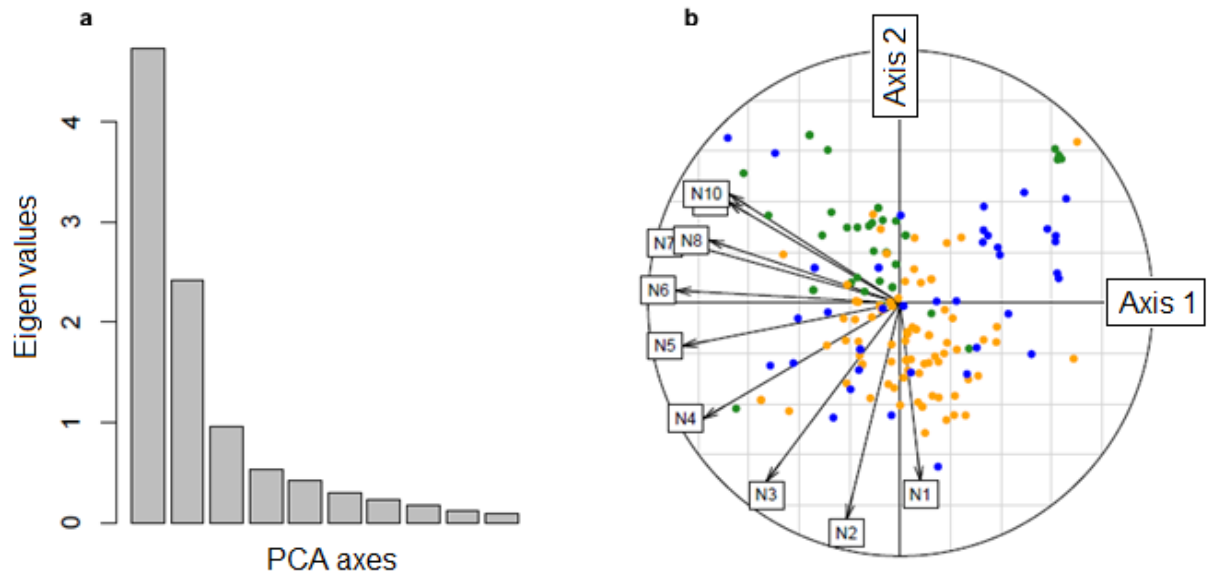 a
Eigen values
4
3
2
1
0
PCA axes
b
Axis 2
Axis 1
N10
N7
N8
N6
N5
N4
N3
N2
N1